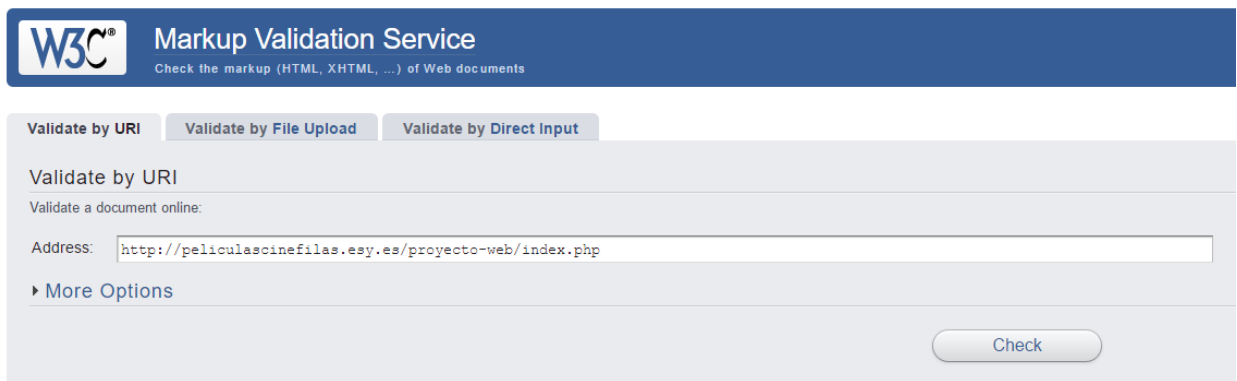 W3C®
Markup Validation Service
Check the markup (HTML, XHTML, ...) of Web documents
Validate by URI
Validate by File Upload
Validate by Direct Input
Validate by URI
Validate a document online:
Address: http://peliculascinefilas.esy.es/proyecto-web/index.php
More Options
Check